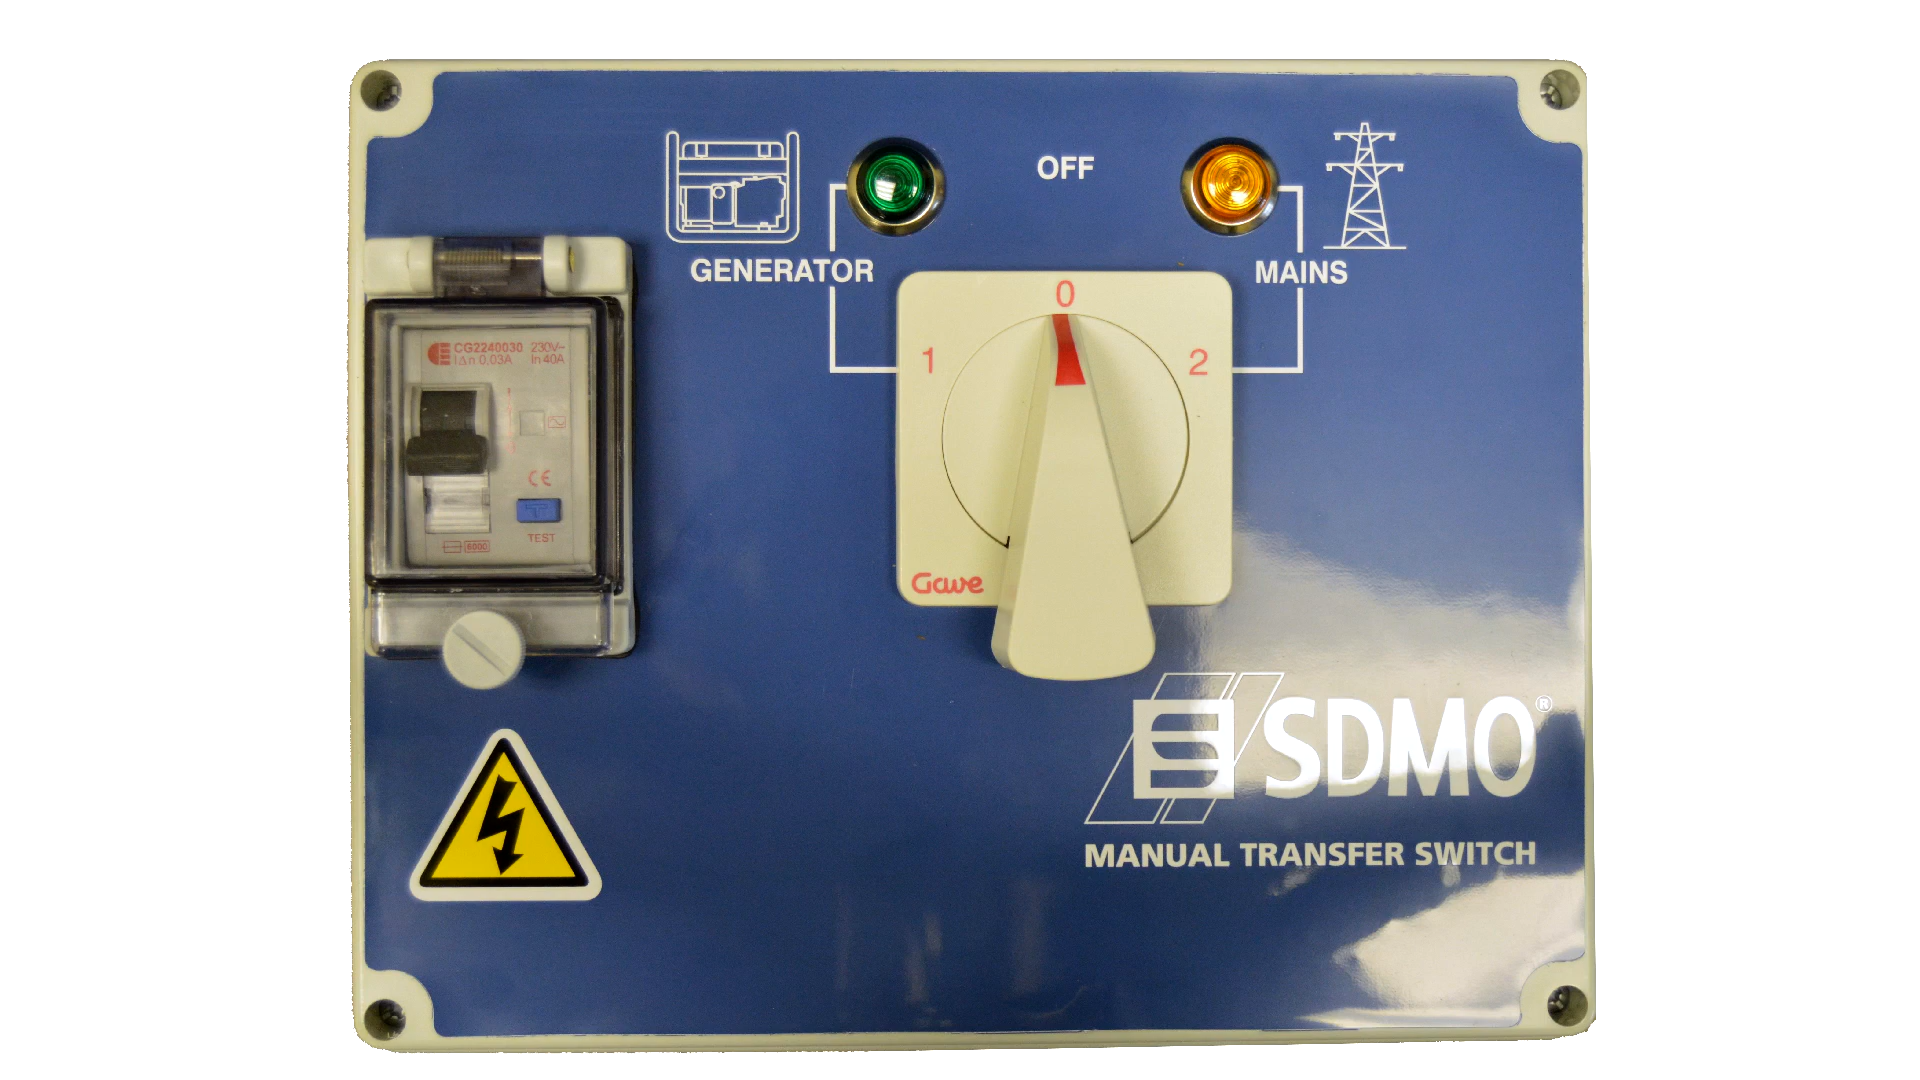 OFF
GENERATOR
MAINS
0
1
2
Gave
CG2240030 230V~
I∆n 0,03A In 40A
CE
T
TEST
6000
SDMO®
MANUAL TRANSFER SWITCH